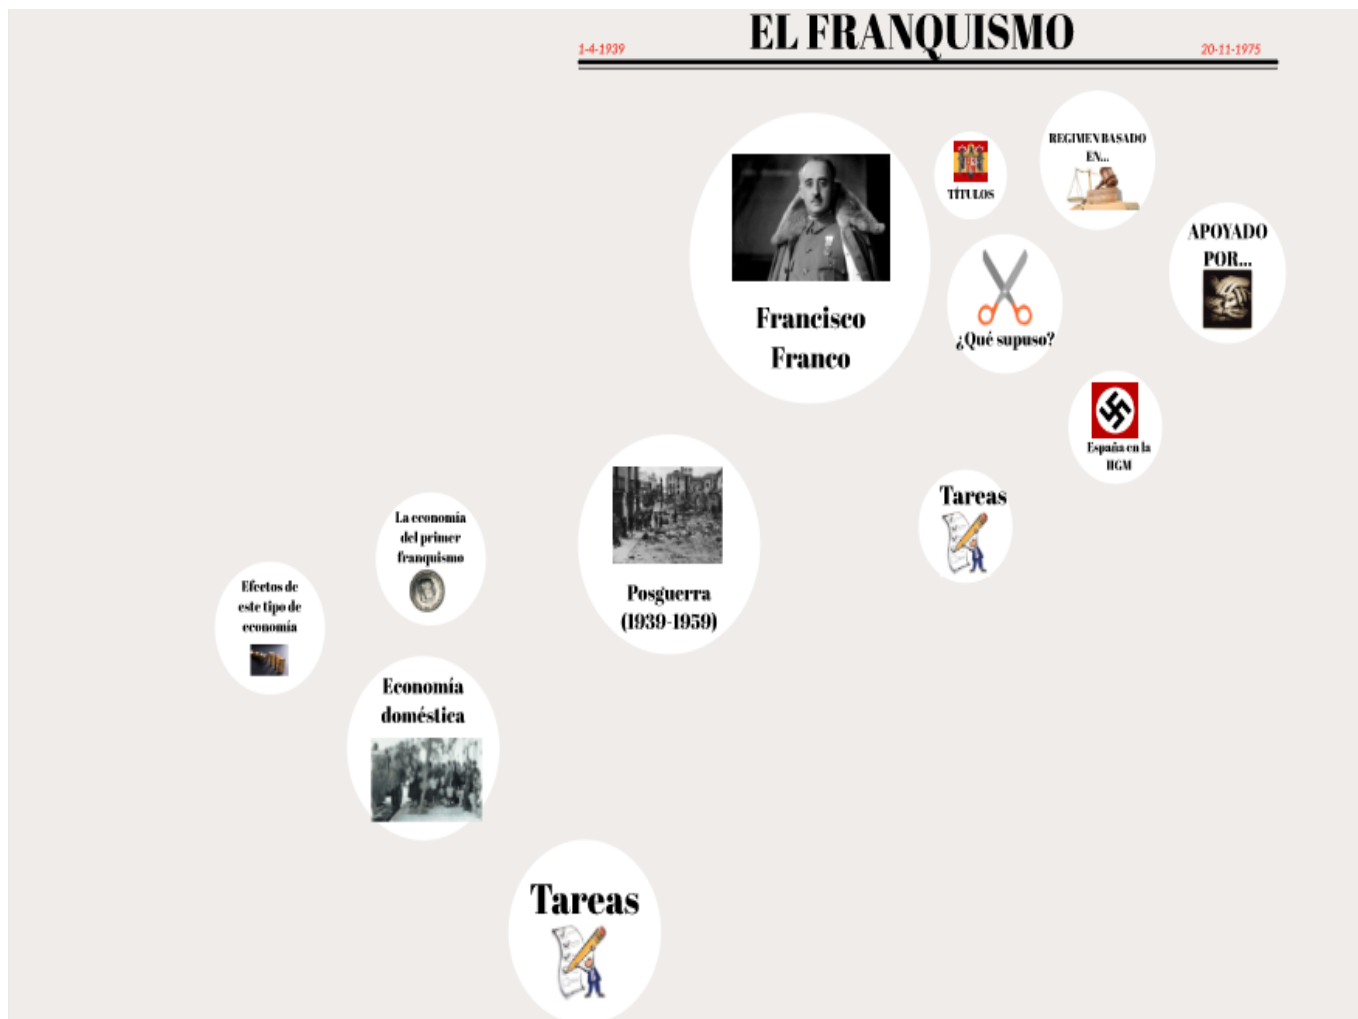 EL FRANQUISMO
1-4-1939
20-11-1975
Francisco
Franco
TÍTULOS
REGIMEN BASADO
EN...
APOYADO
POR...
¿Qué supuso?
España en la
IIGM
Tareas
Posguerra
(1939-1959)
La economía
del primer
franquismo
Efectos de
este tipo de
economía
Economía
doméstica
Tareas